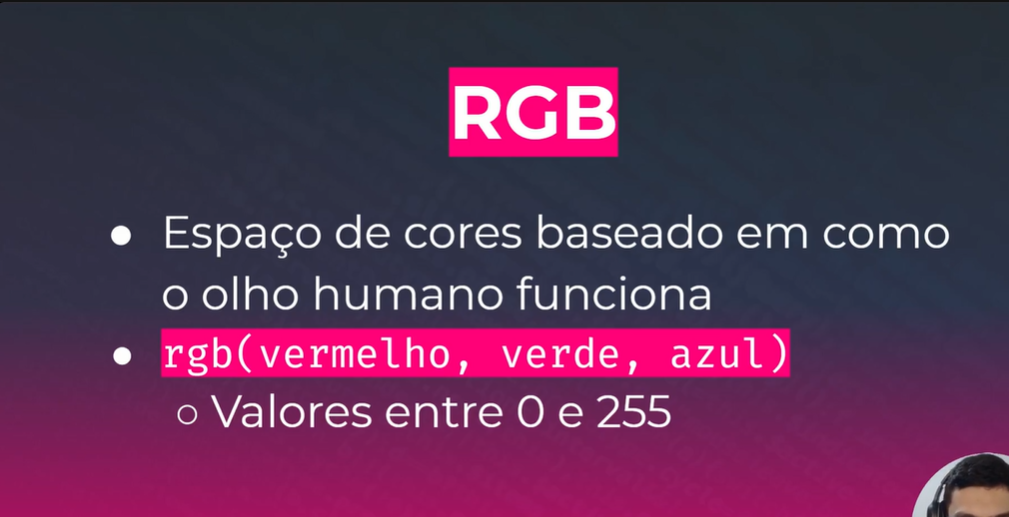 RGB
● Espaço de cores baseado em como
o olho humano funciona
● rgb(vermelho, verde, azul)
○ Valores entre 0 e 255